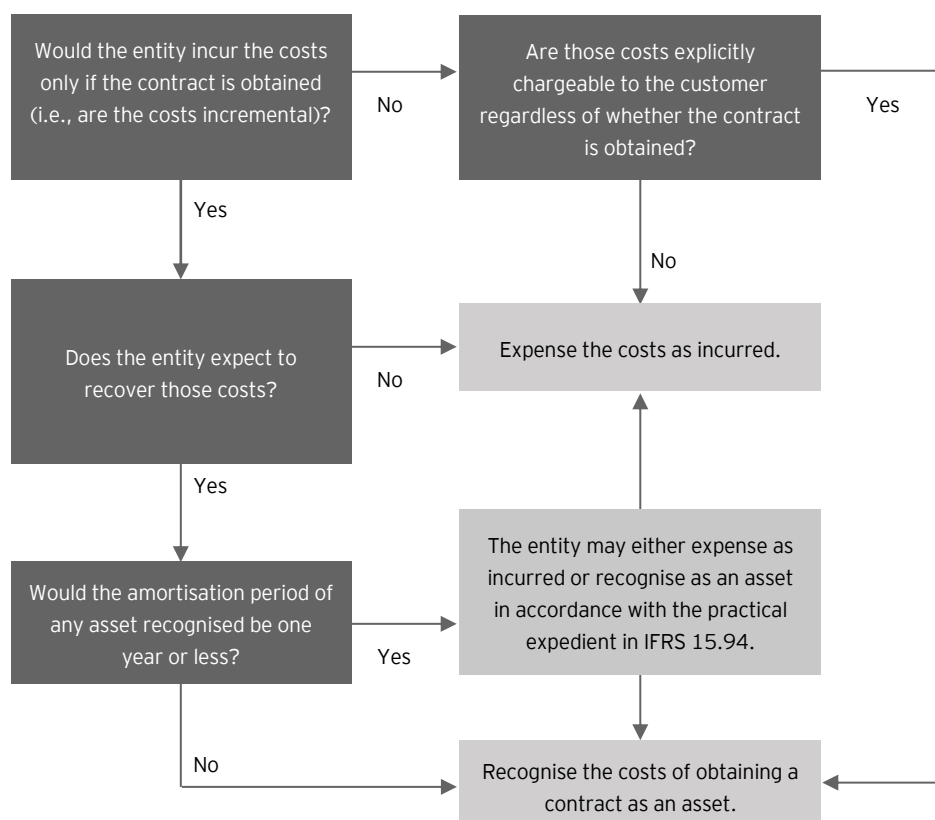 Would the entity incur the costs
only if the contract is obtained
(i.e., are the costs incremental)?
No
Are those costs explicitly
chargeable to the customer
regardless of whether the contract
is obtained?
Yes
Yes
No
Does the entity expect to
recover those costs?
No
Expense the costs as incurred.
Yes
Would the amortisation period of
any asset recognised be one
year or less?
Yes
The entity may either expense as
incurred or recognise as an asset
in accordance with the practical
expedient in IFRS 15.94.
No
Recognise the costs of obtaining a
contract as an asset.